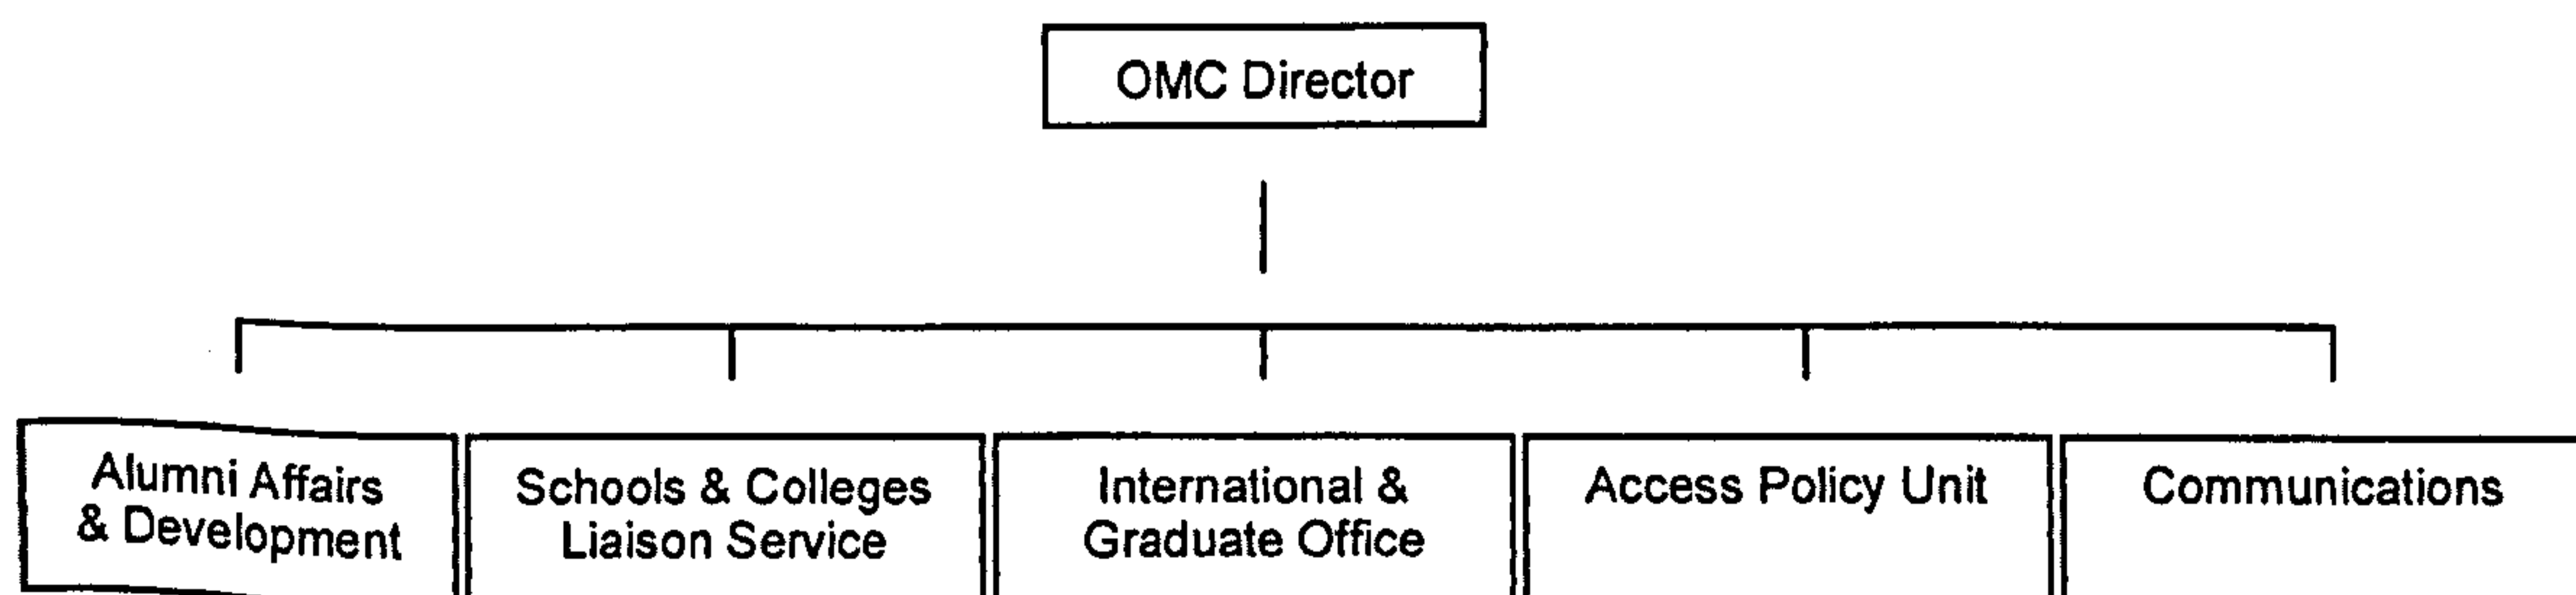 OMC Director
Alumni Affairs
& Development
Schools & Colleges
Liaison Service
International &
Graduate Office
Access Policy Unit
Communications